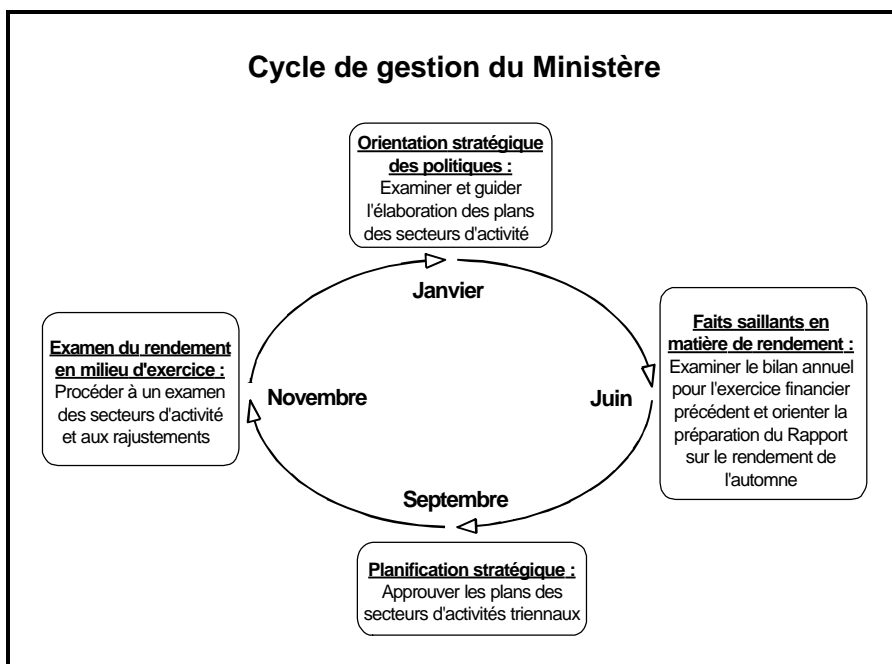 Cycle de gestion du Ministère
Orientation stratégique
des politiques :
Examiner et guider
l'élaboration des plans
des secteurs d'activité
Janvier
Examen du rendement
en milieu d'exercice :
Procéder à un examen
des secteurs d'activité
et aux rajustements
Novembre
Juin
Faits saillants en
matière de rendement :
Examiner le bilan annuel
pour l'exercice financier
précédent et orienter la
préparation du Rapport
sur le rendement de
l'automne
Septembre
Planification stratégique :
Approuver les plans des
secteurs d'activités triennaux